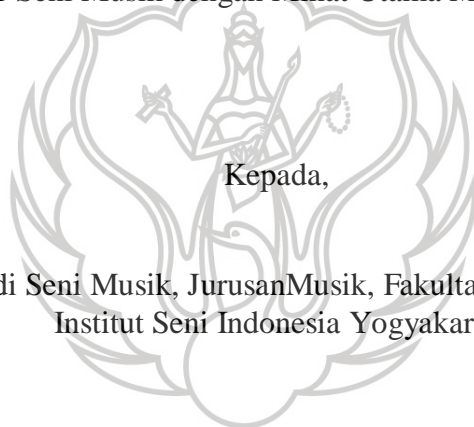 Seni Musik dengan Minat Utama M
Kepada,
di Seni Musik, JurusanMusik, Fakulta
Institut Seni Indonesia Yogyakar